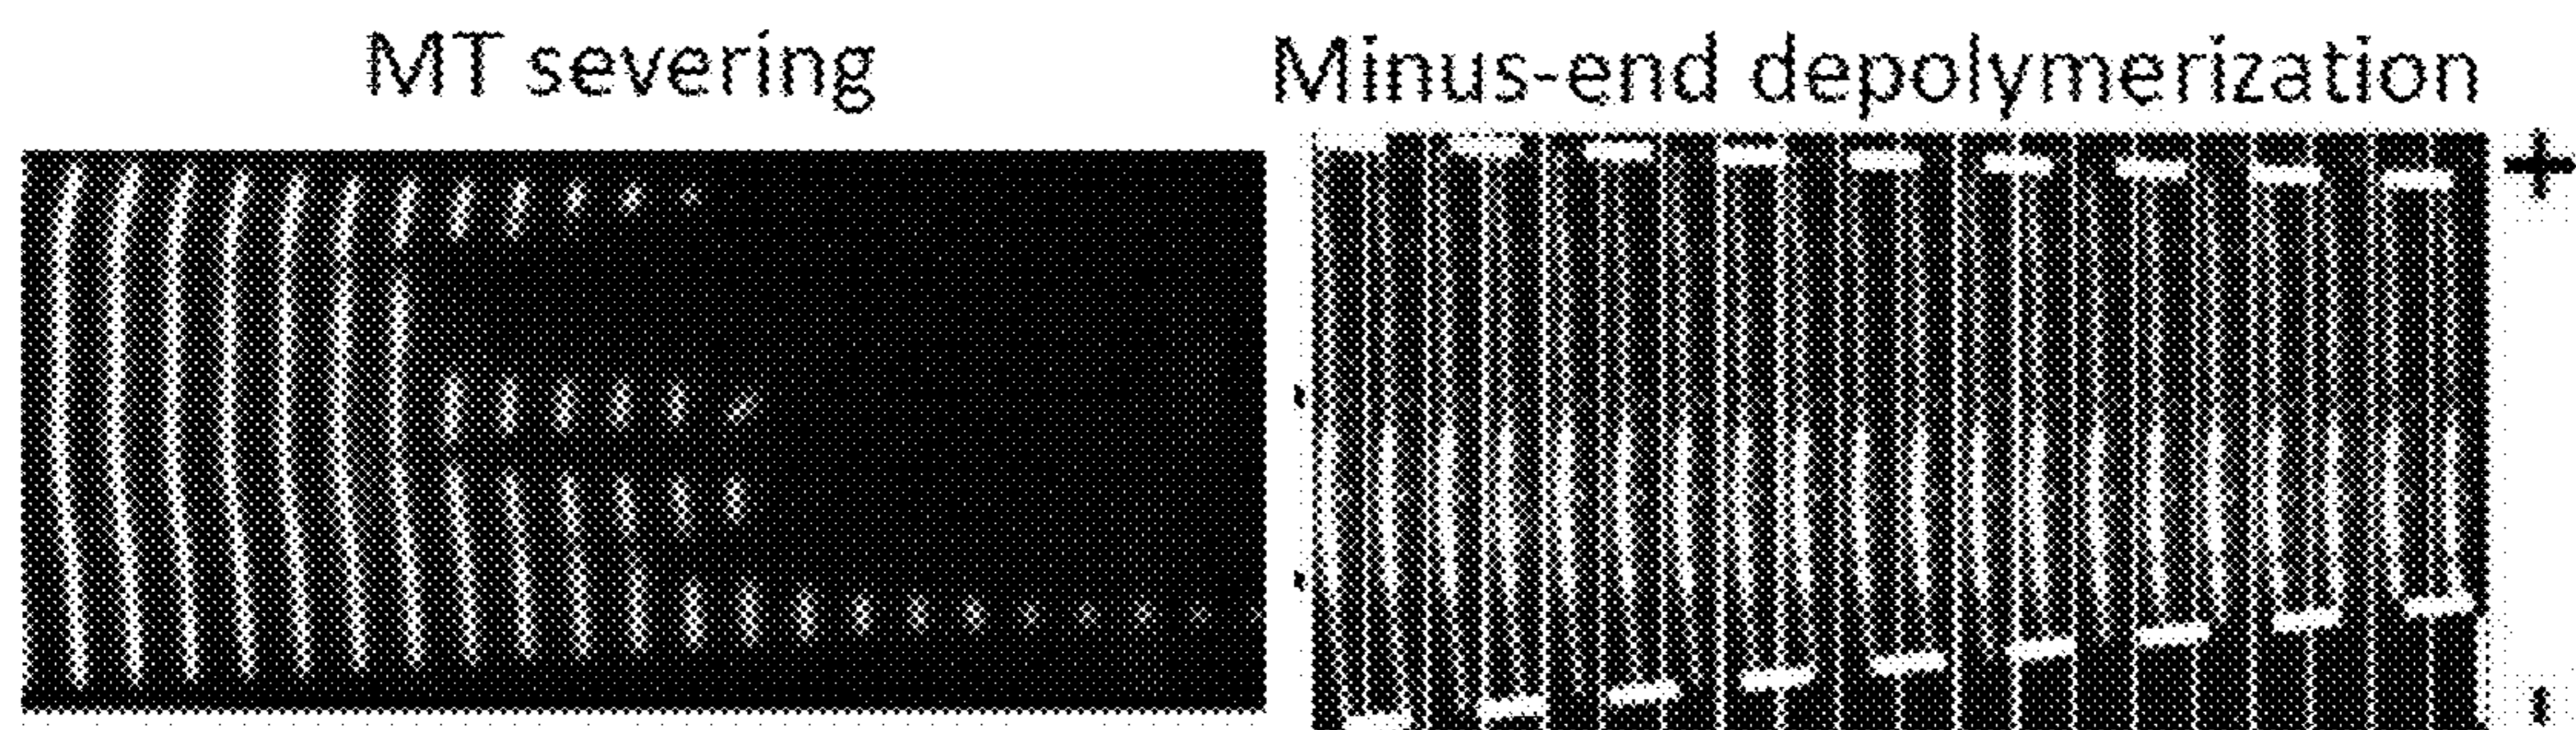 MT severing
Minus-end depolymerization
+
-